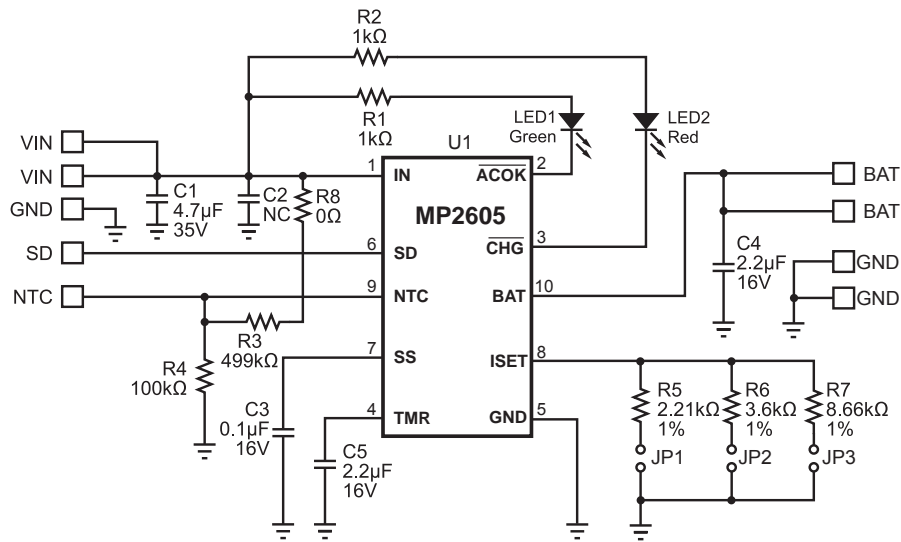 R2
1kΩ
R1
1kΩ
LED1
Green
LED2
Red
U1
VIN
VIN
GND
SD
NTC
C1
4.7µF
35V
C2
NC
R8
0Ω
R3
499kΩ
R4
100kΩ
C3
0.1µF
16V
C5
2.2µF
16V
1
IN
6
SD
9
NTC
7
SS
4
TMR
MP2605
2
ACOK
3
CHG
10
BAT
8
ISET
5
GND
BAT
BAT
GND
GND
C4
2.2µF
16V
R5
2.21kΩ
1%
JP1
R6
3.6kΩ
1%
JP2
R7
8.66kΩ
1%
JP3